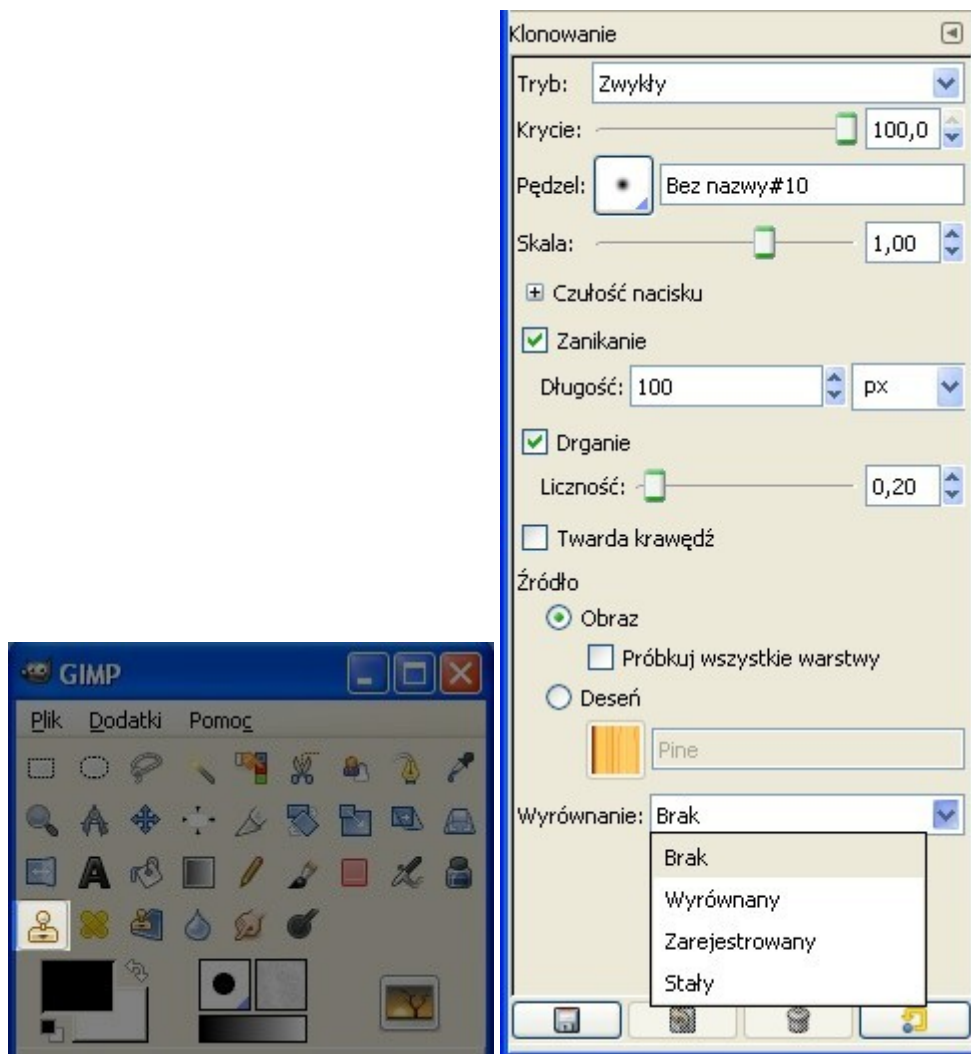 GIMP
Plik Dodatki Pomoc
Klonowanie
Tryb: Zwykły
Krycie: 100,0
Pędzel: Bez nazwy#10
Skala: 1,00
Czułość nacisku
Zanikanie
Długość: 100 px
Drganie
Liczność: 0,20
Twarda krawędź
Źródło
Obraz
Próbkuj wszystkie warstwy
Deseń
Pine
Wyrównanie: Brak
Brak
Wyrównany
Zarejestrowany
Stały